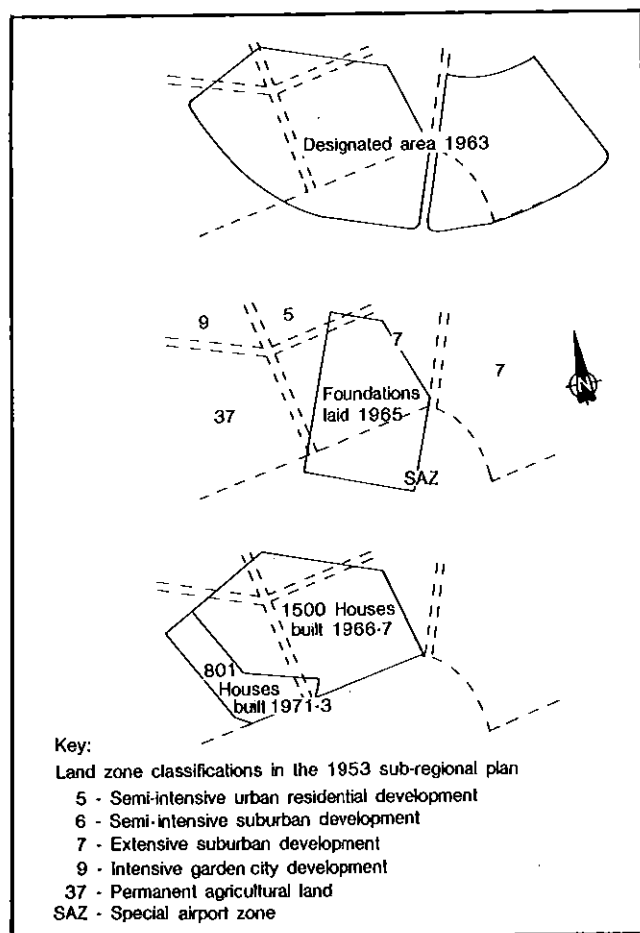 Designated area 1963
9
5
7
7
Foundations
laid 1965
37
SAZ
N
1500 Houses
built 1966-7
801
Houses
built 1971-3
Key:
Land zone classifications in the 1953 sub-regional plan
5 - Semi-intensive urban residential development
6 - Semi-intensive suburban development
7 - Extensive suburban development
9 - Intensive garden city development
37 - Permanent agricultural land
SAZ - Special airport zone